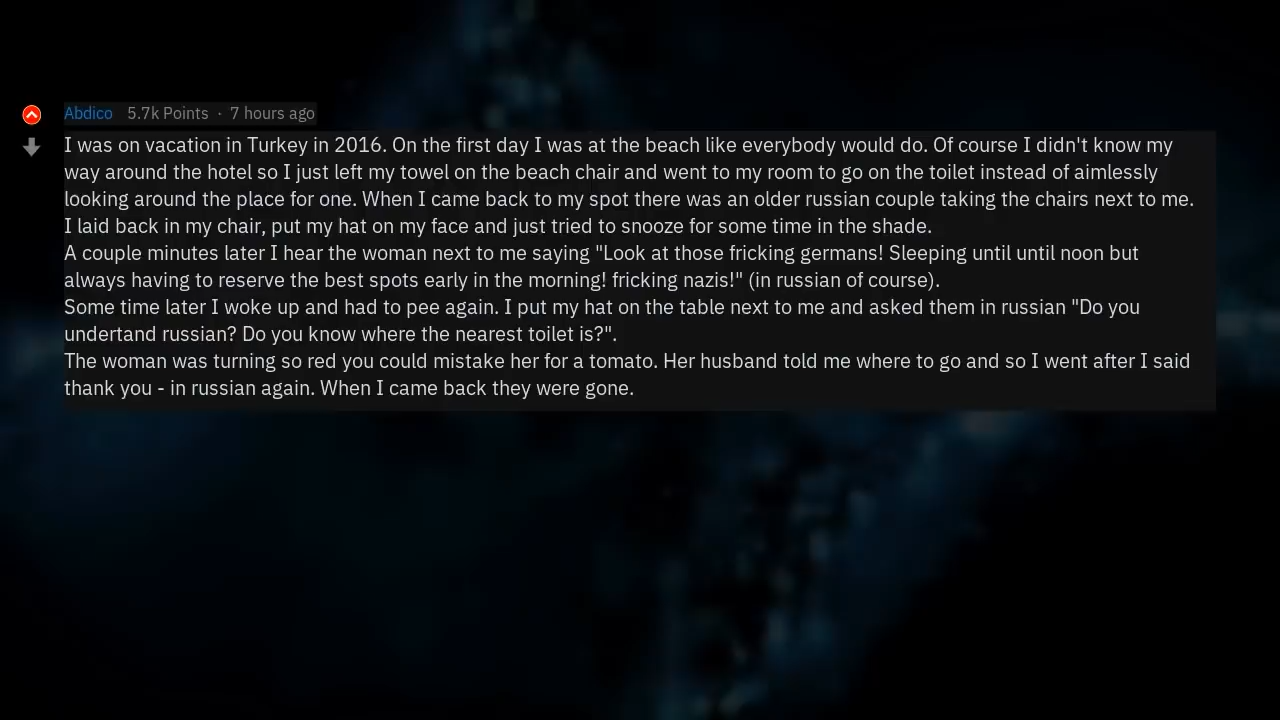 Abdico 5.7k Points · 7 hours ago
I was on vacation in Turkey in 2016. On the first day I was at the beach like everybody would do. Of course I didn't know my
way around the hotel so I just left my towel on the beach chair and went to my room to go on the toilet instead of aimlessly
looking around the place for one. When I came back to my spot there was an older russian couple taking the chairs next to me.
I laid back in my chair, put my hat on my face and just tried to snooze for some time in the shade.
A couple minutes later I hear the woman next to me saying "Look at those fricking germans! Sleeping until until noon but
always having to reserve the best spots early in the morning! fricking nazis!" (in russian of course).
Some time later I woke up and had to pee again. I put my hat on the table next to me and asked them in russian "Do you
undertand russian? Do you know where the nearest toilet is?".
The woman was turning so red you could mistake her for a tomato. Her husband told me where to go and so I went after I said
thank you - in russian again. When I came back they were gone.